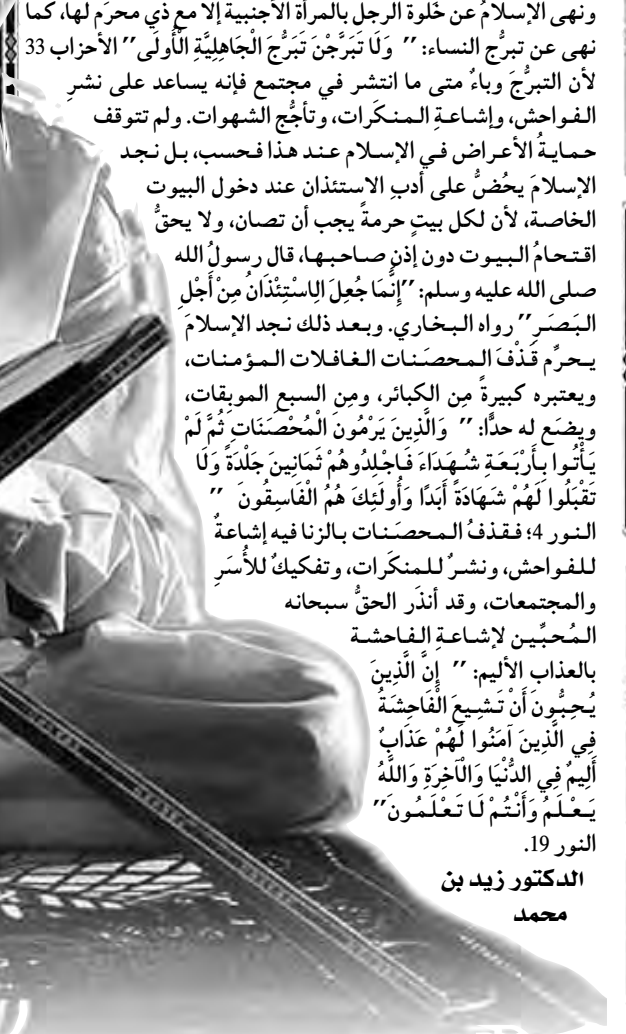 ونهى الإسلامُ عن خَلوة الرجل بالمرأة الأجنبية إلا مع ذي محرَم لها، كما
نهى عن تبرُّج النساء: '' وَلَا تَبَرَّجْنَ تَبَرُّجَ الْجَاهِلِيَّةِ الْأُولَى'' الأحزاب 33
لأن التبرُّجَ وباءٌ متى ما انتشر في مجتمع فإنه يساعد على نشرِ
الفواحش، وإشاعةِ المنكَرات، وتأجُّج الشهوات. ولم تتوقف
حمايةُ الأعراض في الإسلام عند هذا فحسب، بل نجد
الإسلامَ يحُضُّ على أدبِ الاستئذان عند دخول البيوت
الخاصة، لأن لكل بيتٍ حرمةً يجب أن تصان، ولا يحقُّ
اقتحامُ البيوت دون إذنِ صاحبها، قال رسولُ الله
صلى الله عليه وسلم: ''إِنَّمَا جُعِلَ الِاسْتِئْذَانُ مِنْ أَجْلِ
البَصَرِ'' رواه البخاري. وبعد ذلك نجد الإسلامَ
يحرِّم قَذْفَ المحصَنات الغافلات المؤمنات،
ويعتبره كبيرةً مِن الكبائر، ومِن السبع الموبِقات،
ويضَع له حدًّا: '' وَالَّذِينَ يَرْمُونَ الْمُحْصَنَاتِ ثُمَّ لَمْ
يَأْتُوا بِأَرْبَعَةِ شُهَدَاءَ فَاجْلِدُوهُمْ ثَمَانِينَ جَلْدَةً وَلَا
تَقْبَلُوا لَهُمْ شَهَادَةً أَبَدًا وَأُولَئِكَ هُمُ الْفَاسِقُونَ ''
النور 4؛ فقذفُ المحصَنات بالزنا فيه إشاعةٌ
للفواحش، ونشرٌ للمنكَرات، وتفكيكٌ للأُسَرِ
والمجتمعات، وقد أنذَر الحقُّ سبحانه
المُحبِّين لإشاعةِ الفاحشة
بالعذاب الأليم: '' إِنَّ الَّذِينَ
يُحِبُّونَ أَنْ تَشِيعَ الْفَاحِشَةُ
فِي الَّذِينَ آمَنُوا لَهُمْ عَذَابٌ
أَلِيمٌ فِي الدُّنْيَا وَالْآخِرَةِ وَاللَّهُ
يَعْلَمُ وَأَنْتُمْ لَا تَعْلَمُونَ''
النور 19.
الدكتور زيد بن
محمد